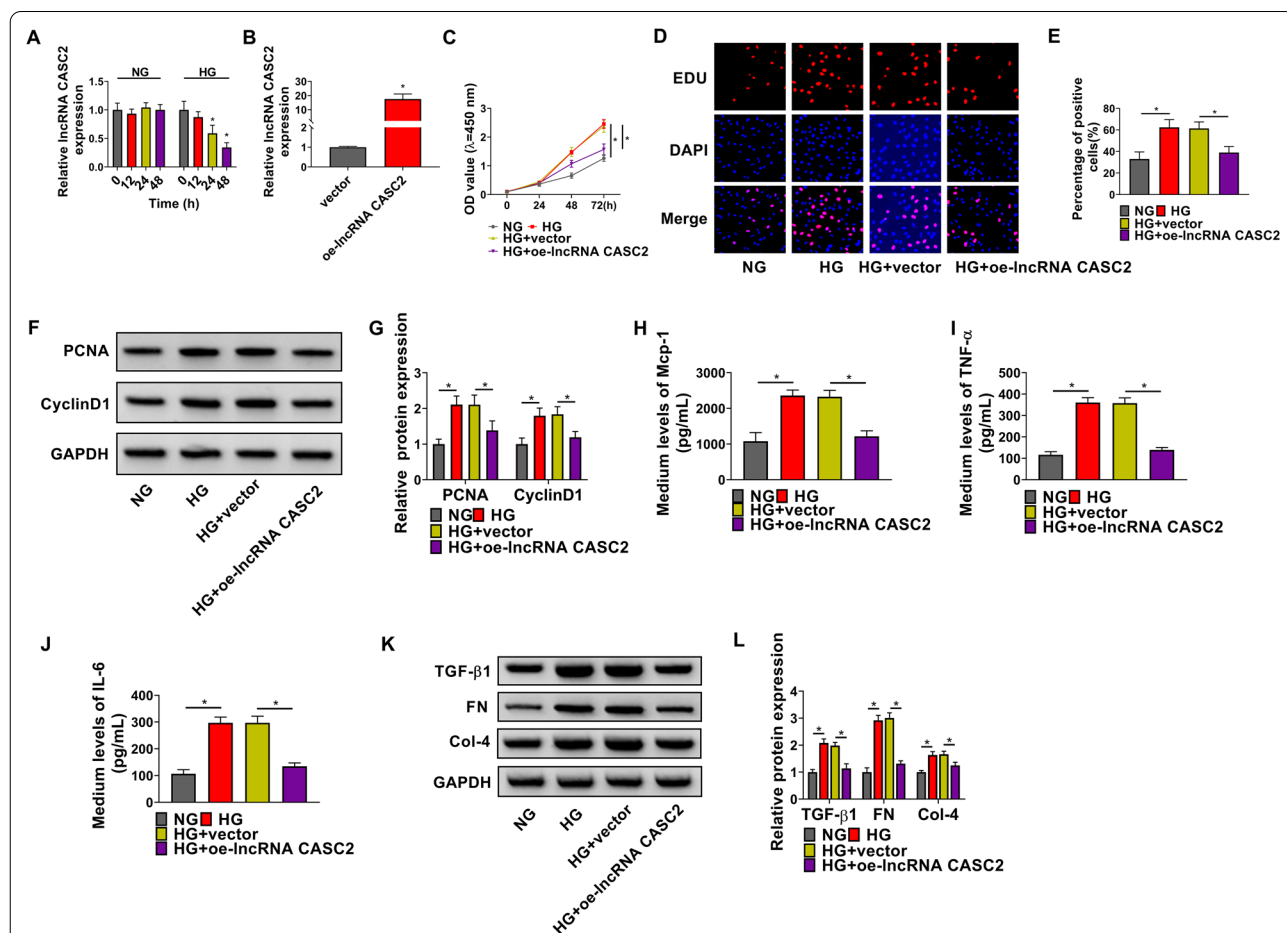 A
Relative lncRNA CASC2
expression
NG
HG
1.5
1.0
0.5
0.0
0
12
24
48
0
12
24
48
*
*
Time (h)
B
Relative lncRNA CASC2
expression
30
20
10
2
1
0
*
vector
oe-lncRNA CASC2
C
OD value (λ=450 nm)
3
2
1
0
0
24
48
72(h)
*
*
NG
HG
HG+vector
HG+oe-lncRNA CASC2
D
EDU
DAPI
Merge
NG
HG
HG+vector
HG+oe-lncRNA CASC2
E
Percentage of positive
cells(%)
80
60
40
20
0
*
*
NG
HG
HG+vector
HG+oe-lncRNA CASC2
F
PCNA
CyclinD1
GAPDH
NG
HG
HG+vector
HG+oe-lncRNA CASC2
G
Relative protein expression
3
2
1
0
*
*
*
*
PCNA
CyclinD1
NG
HG
HG+vector
HG+oe-lncRNA CASC2
H
Medium levels of Mcp-1
(pg/mL)
3000
2000
1000
0
*
*
NG
HG
HG+vector
HG+oe-lncRNA CASC2
I
Medium levels of TNF-α
(pg/mL)
500
400
300
200
100
0
*
*
NG
HG
HG+vector
HG+oe-lncRNA CASC2
J
Medium levels of IL-6
(pg/mL)
400
300
200
100
0
*
*
NG
HG
HG+vector
HG+oe-lncRNA CASC2
K
TGF-β1
FN
Col-4
GAPDH
NG
HG
HG+vector
HG+oe-lncRNA CASC2
L
Relative protein expression
4
3
2
1
0
*
*
*
*
*
*
TGF-β1
FN
Col-4
NG
HG
HG+vector
HG+oe-lncRNA CASC2